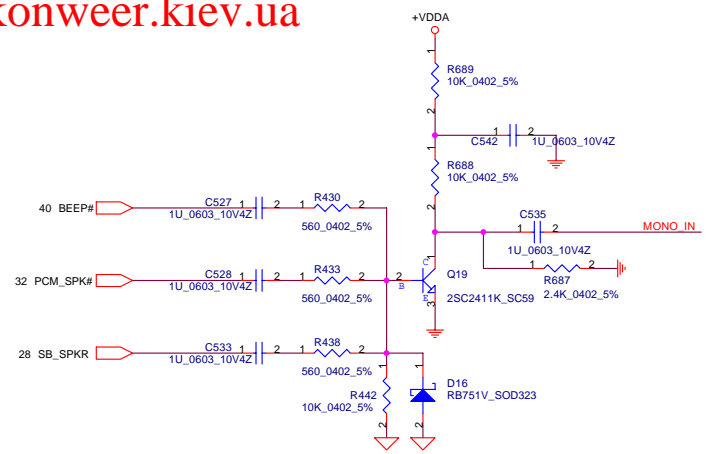 konweer.kiev.ua
+VDDA
1
R689
10K_0402_5%
2
C542
1 2
1U_0603_10V4Z
1
R688
10K_0402_5%
2
40 BEEP#
C527
1 2
1U_0603_10V4Z
R430
1 2
560_0402_5%
C535
1 2
1U_0603_10V4Z
MONO_IN
1 2
R687
2.4K_0402_5%
32 PCM_SPK#
C528
1 2
1U_0603_10V4Z
R433
1 2
560_0402_5%
1
C
2
B
E
3
Q19
2SC2411K_SC59
28 SB_SPKR
C533
1 2
1U_0603_10V4Z
R438
1 2
560_0402_5%
1
R442
10K_0402_5%
2
1
D16
RB751V_SOD323
2